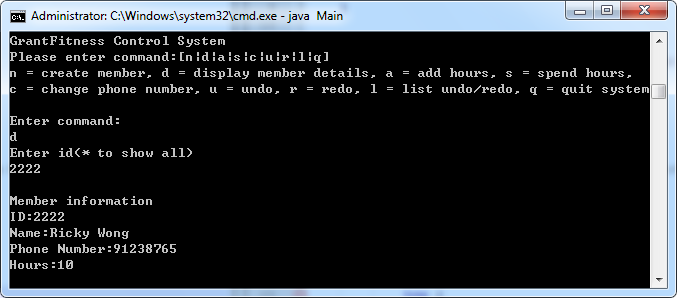 Administrator: C:\Windows\system32\cmd.exe - java  Main
GrantFitness Control System
Please enter command:[n|d|a|s|c|u|r|l|q]
n = create member, d = display member details, a = add hours, s = spend hours,
c = change phone number, u = undo, r = redo, l = list undo/redo, q = quit system
Enter command:
d
Enter id(* to show all)
2222
Member information
ID:2222
Name:Ricky Wong
Phone Number:91238765
Hours:10